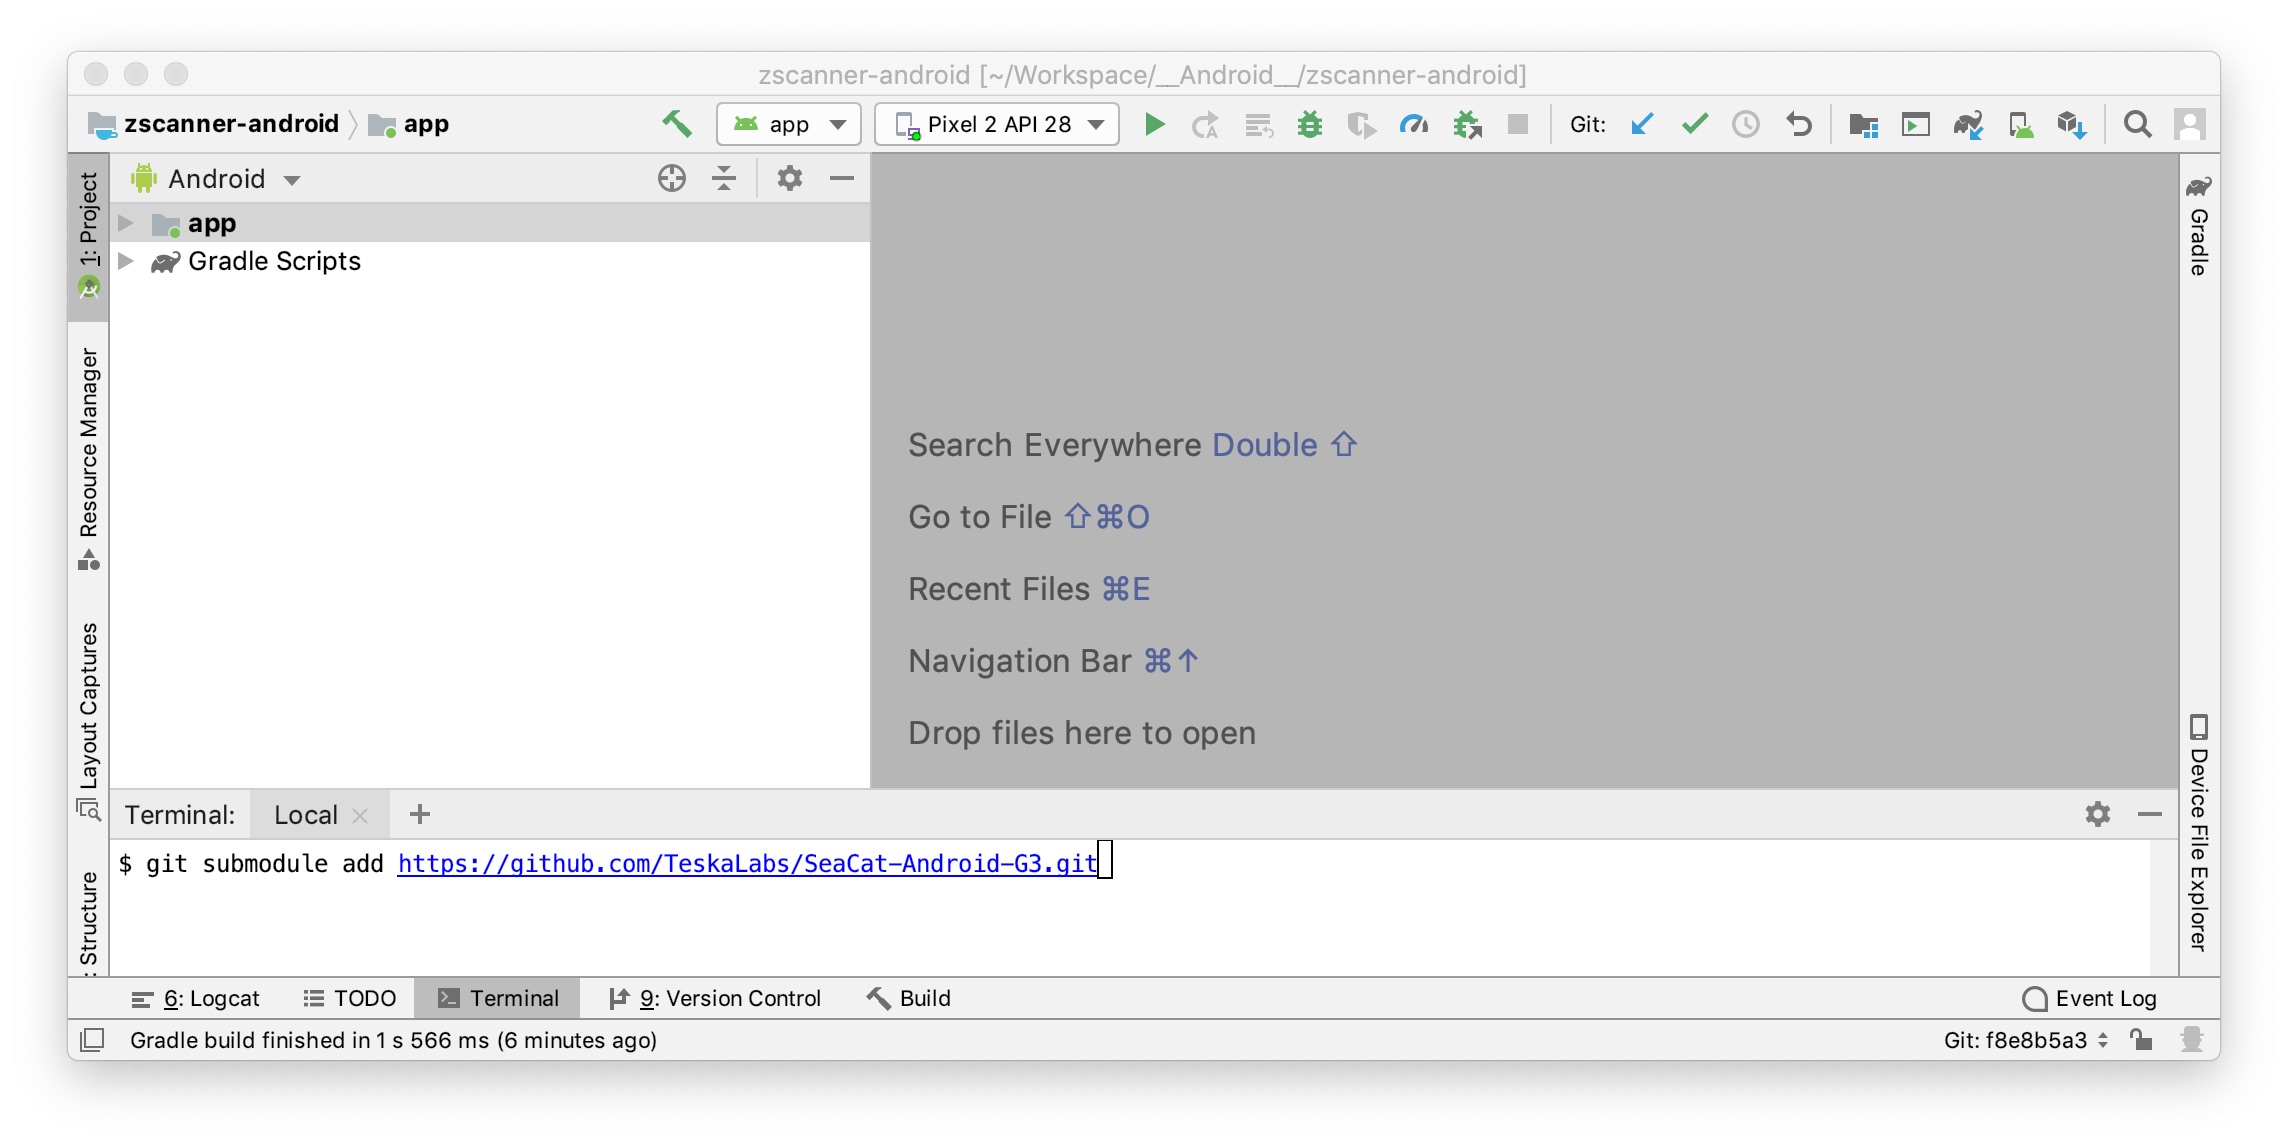 zscanner-android [~/Workspace/__Android__/zscanner-android]
zscanner-android app
app
Pixel 2 API 28
Git:
Android
app
Gradle Scripts
1: Project
Resource Manager
Layout Captures
: Structure
Search Everywhere Double ⇧
Go to File ⇧⌘O
Recent Files ⌘E
Navigation Bar ⌘↑
Drop files here to open
Gradle
Device File Explorer
Terminal: Local
$ git submodule add https://github.com/TeskaLabs/SeaCat-Android-G3.git
6: Logcat TODO Terminal 9: Version Control Build Event Log
Gradle build finished in 1 s 566 ms (6 minutes ago) Git: f8e8b5a3